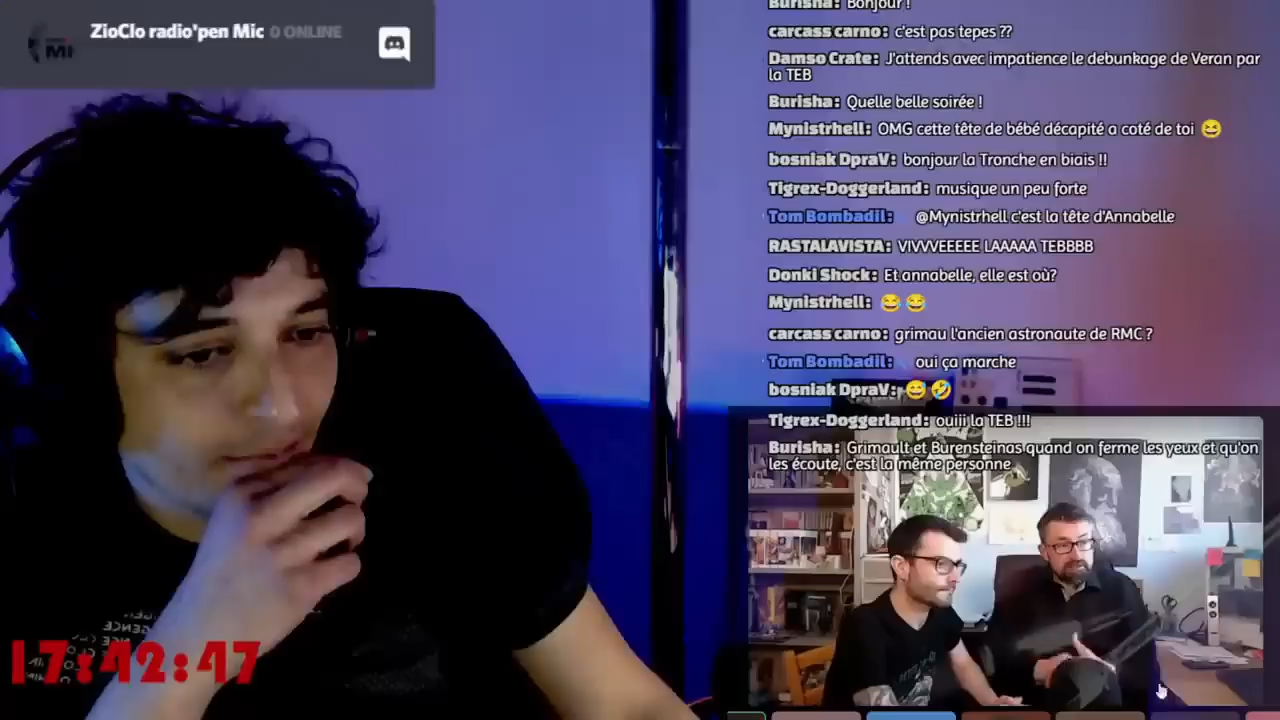 ZioClo radio'pen Mic 0 ONLINE
MI
Burisha: Bonjour !
carcass carno: c'est pas tepes ??
Damso Crate: J'attends avec impatience le debunkage de Veran par
la TEB
Burisha: Quelle belle soirée !
Mynistrhell: OMG cette tête de bébé décapité a coté de toi 😆
bosniak DpraV: bonjour la Tronche en biais !!
Tigrex-Doggerland: musique un peu forte
Tom Bombadil: @Mynistrhell c'est la tête d'Annabelle
RASTALAVISTA: VIVVVEEEEE LAAAAA TEBBBB
Donki Shock: Et annabelle, elle est où?
Mynistrhell: 😂 😂
carcass carno: grimau l'ancien astronaute de RMC ?
Tom Bombadil: oui ça marche
bosniak DpraV: 😅 🤣
Tigrex-Doggerland: ouiii la TEB !!!
Burisha: Grimault et Burensteinas quand on ferme les yeux et qu'on
les écoute, c'est la même personne
17:42:47